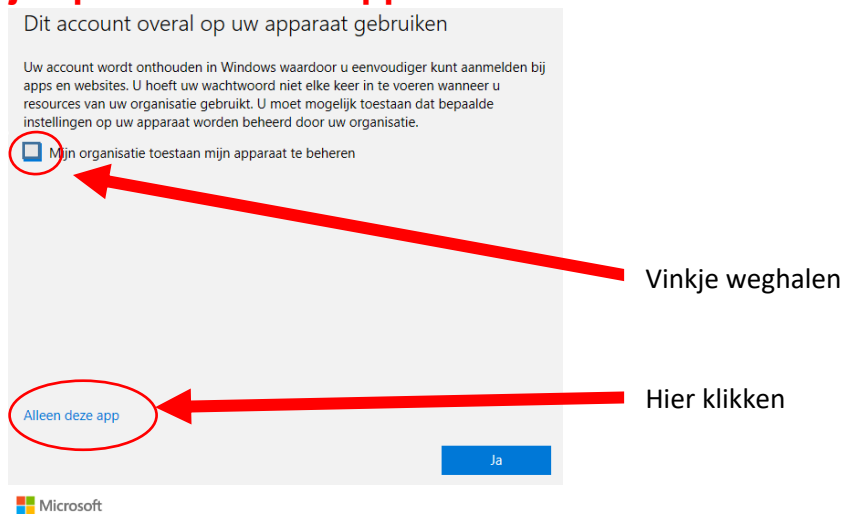 Dit account overal op uw apparaat gebruiken
Uw account wordt onthouden in Windows waardoor u eenvoudiger kunt aanmelden bij
apps en websites. U hoeft uw wachtwoord niet elke keer in te voeren wanneer u
resources van uw organisatie gebruikt. U moet mogelijk toestaan dat bepaalde
instellingen op uw apparaat worden beheerd door uw organisatie.
Mijn organisatie toestaan mijn apparaat te beheren
Vinkje weghalen
Hier klikken
Alleen deze app
Ja
Microsoft